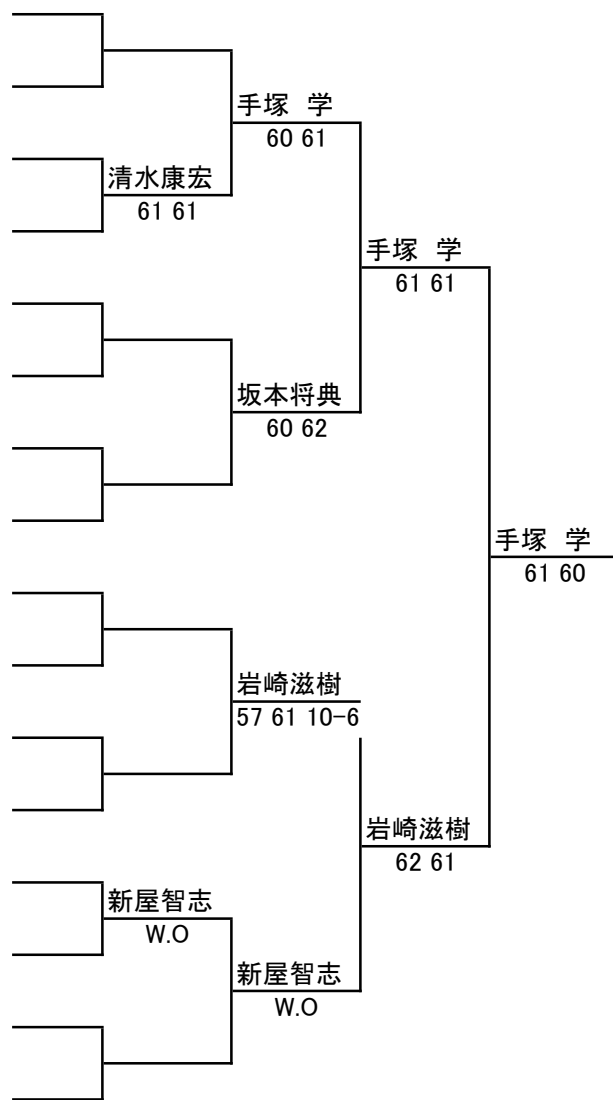 手塚　学
60 61
清水康宏
61 61
手塚　学
61 61
坂本将典
60 62
手塚　学
61 60
岩崎滋樹
57 61 10-6
岩崎滋樹
62 61
新屋智志
W.O
新屋智志
W.O